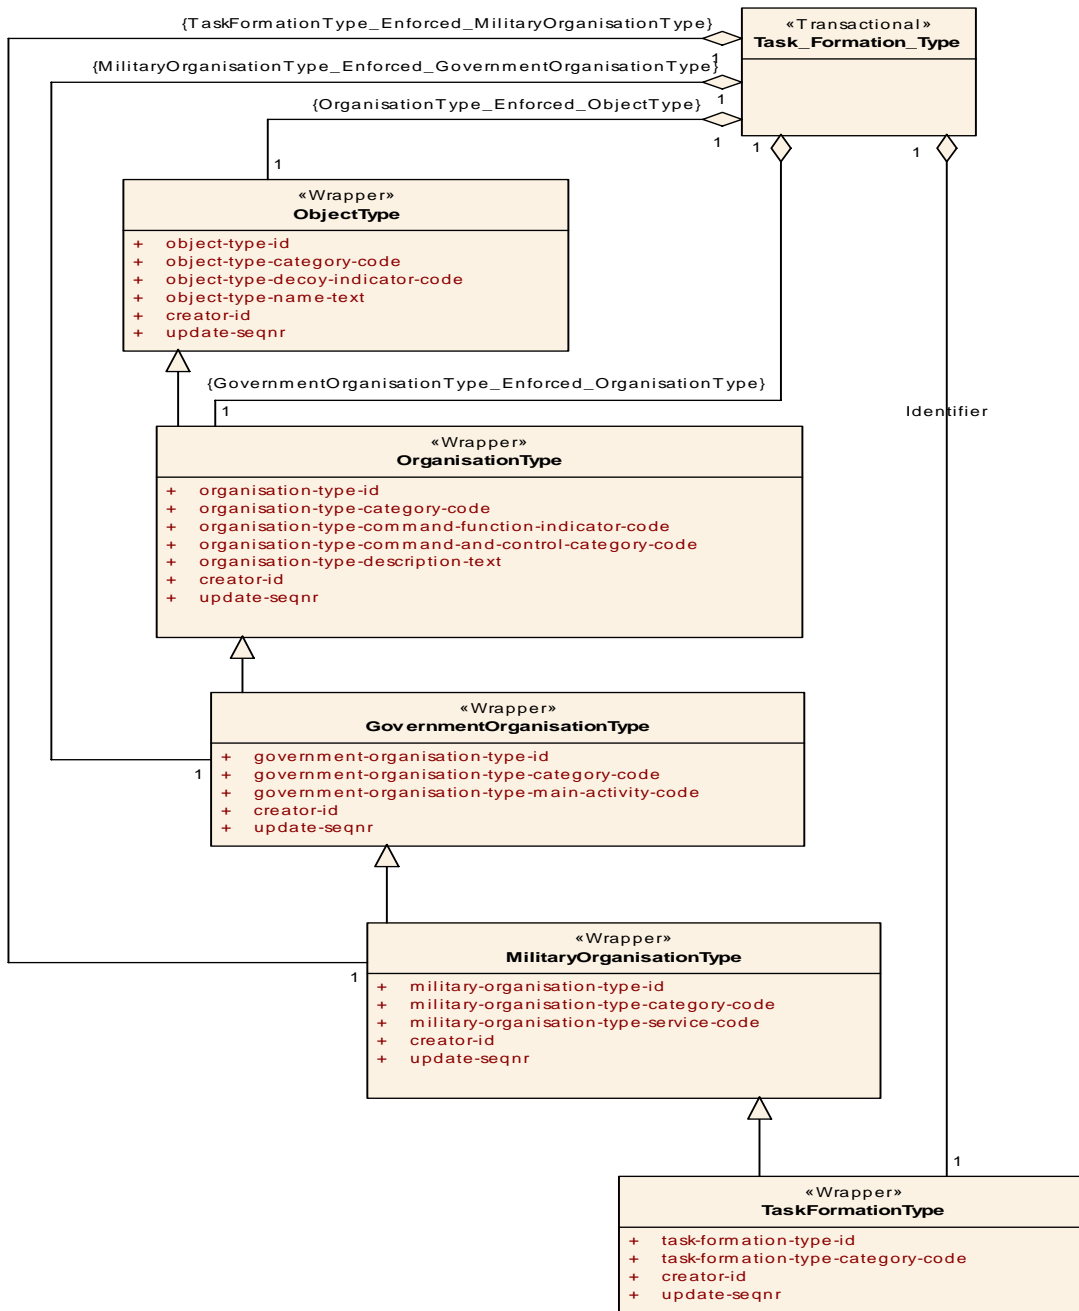 {TaskFormationType_Enforced_MilitaryOrganisationType}
1
«Transactional»
Task_Formation_Type
{MilitaryOrganisationType_Enforced_GovernmentOrganisationType}
1
{OrganisationType_Enforced_ObjectType}
1
1
1
1
«Wrapper»
ObjectType
+ object-type-id
+ object-type-category-code
+ object-type-decoy-indicator-code
+ object-type-name-text
+ creator-id
+ update-seqnr
{GovernmentOrganisationType_Enforced_OrganisationType}
1
Identifier
«Wrapper»
OrganisationType
+ organisation-type-id
+ organisation-type-category-code
+ organisation-type-command-function-indicator-code
+ organisation-type-command-and-control-category-code
+ organisation-type-description-text
+ creator-id
+ update-seqnr
«Wrapper»
GovernmentOrganisationType
+ government-organisation-type-id
+ government-organisation-type-category-code
+ government-organisation-type-main-activity-code
+ creator-id
+ update-seqnr
1
«Wrapper»
MilitaryOrganisationType
+ military-organisation-type-id
+ military-organisation-type-category-code
+ military-organisation-type-service-code
+ creator-id
+ update-seqnr
1
1
«Wrapper»
TaskFormationType
+ task-formation-type-id
+ task-formation-type-category-code
+ creator-id
+ update-seqnr